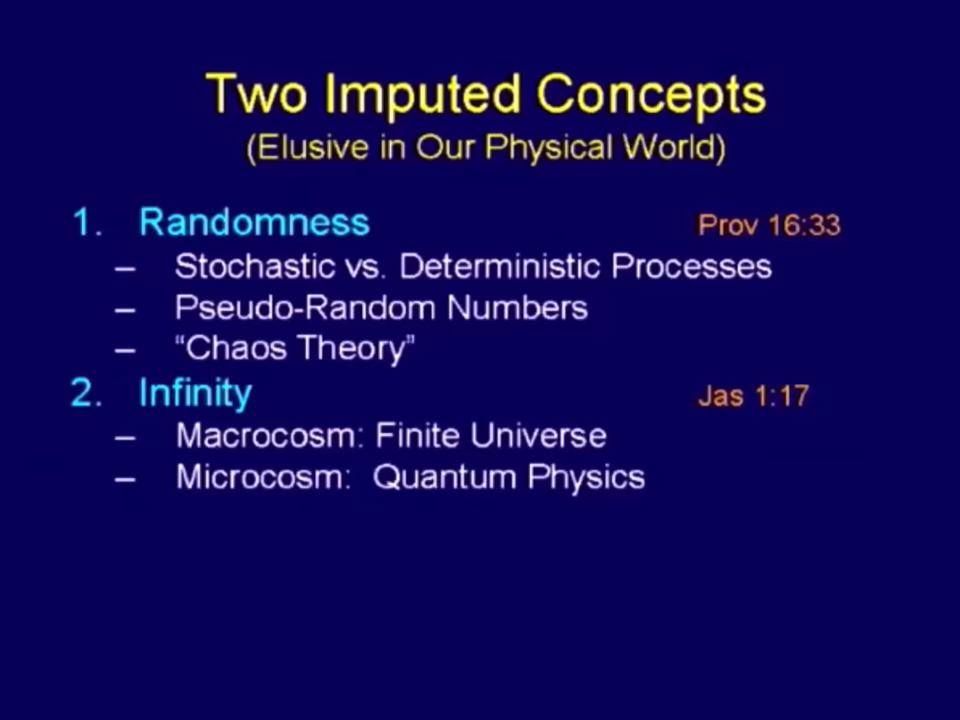 Two Imputed Concepts
(Elusive in Our Physical World)
1. Randomness Prov 16:33
– Stochastic vs. Deterministic Processes
– Pseudo-Random Numbers
– “Chaos Theory”
2. Infinity Jas 1:17
– Macrocosm: Finite Universe
– Microcosm: Quantum Physics